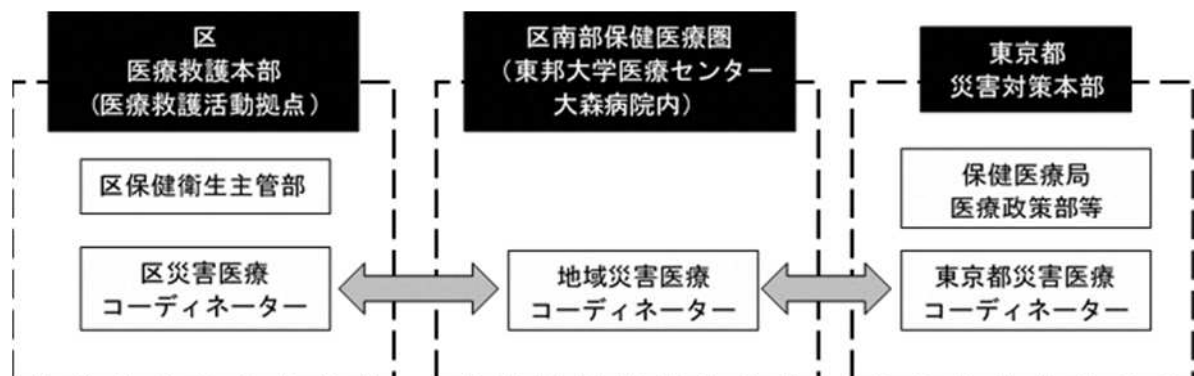 区
医療救護本部
（医療救護活動拠点）
区保健衛生主管部
区災害医療
コーディネーター
区南部保健医療圏
（東邦大学医療センター
大森病院内）
地域災害医療
コーディネーター
東京都
災害対策本部
保健医療局
医療政策部等
東京都災害医療
コーディネーター